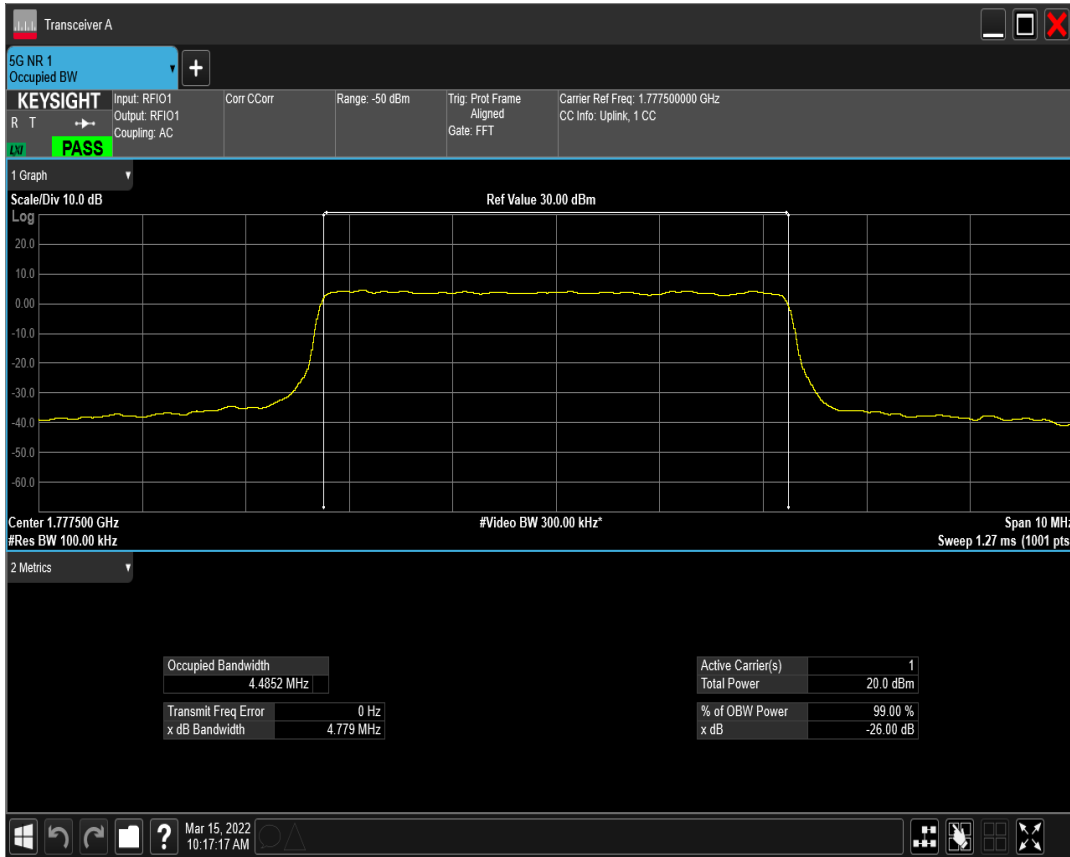 Transceiver A
5G NR 1
Occupied BW
+
KEYSIGHT
R T
LXI
PASS
Input: RFIO1
Output: RFIO1
Coupling: AC
Corr CCorr
Range: -50 dBm
Trig: Prot Frame
Aligned
Gate: FFT
Carrier Ref Freq: 1.777500000 GHz
CC Info: Uplink, 1 CC
1 Graph
Scale/Div 10.0 dB
Ref Value 30.00 dBm
Log
20.0
10.0
0.00
-10.0
-20.0
-30.0
-40.0
-50.0
-60.0
Center 1.777500 GHz
#Video BW 300.00 kHz*
Span 10 MHz
#Res BW 100.00 kHz
Sweep 1.27 ms (1001 pts
2 Metrics
Occupied Bandwidth
4.4852 MHz
Transmit Freq Error 0 Hz
x dB Bandwidth 4.779 MHz
Active Carrier(s) 1
Total Power 20.0 dBm
% of OBW Power 99.00 %
x dB -26.00 dB
?
Mar 15, 2022
10:17:17 AM